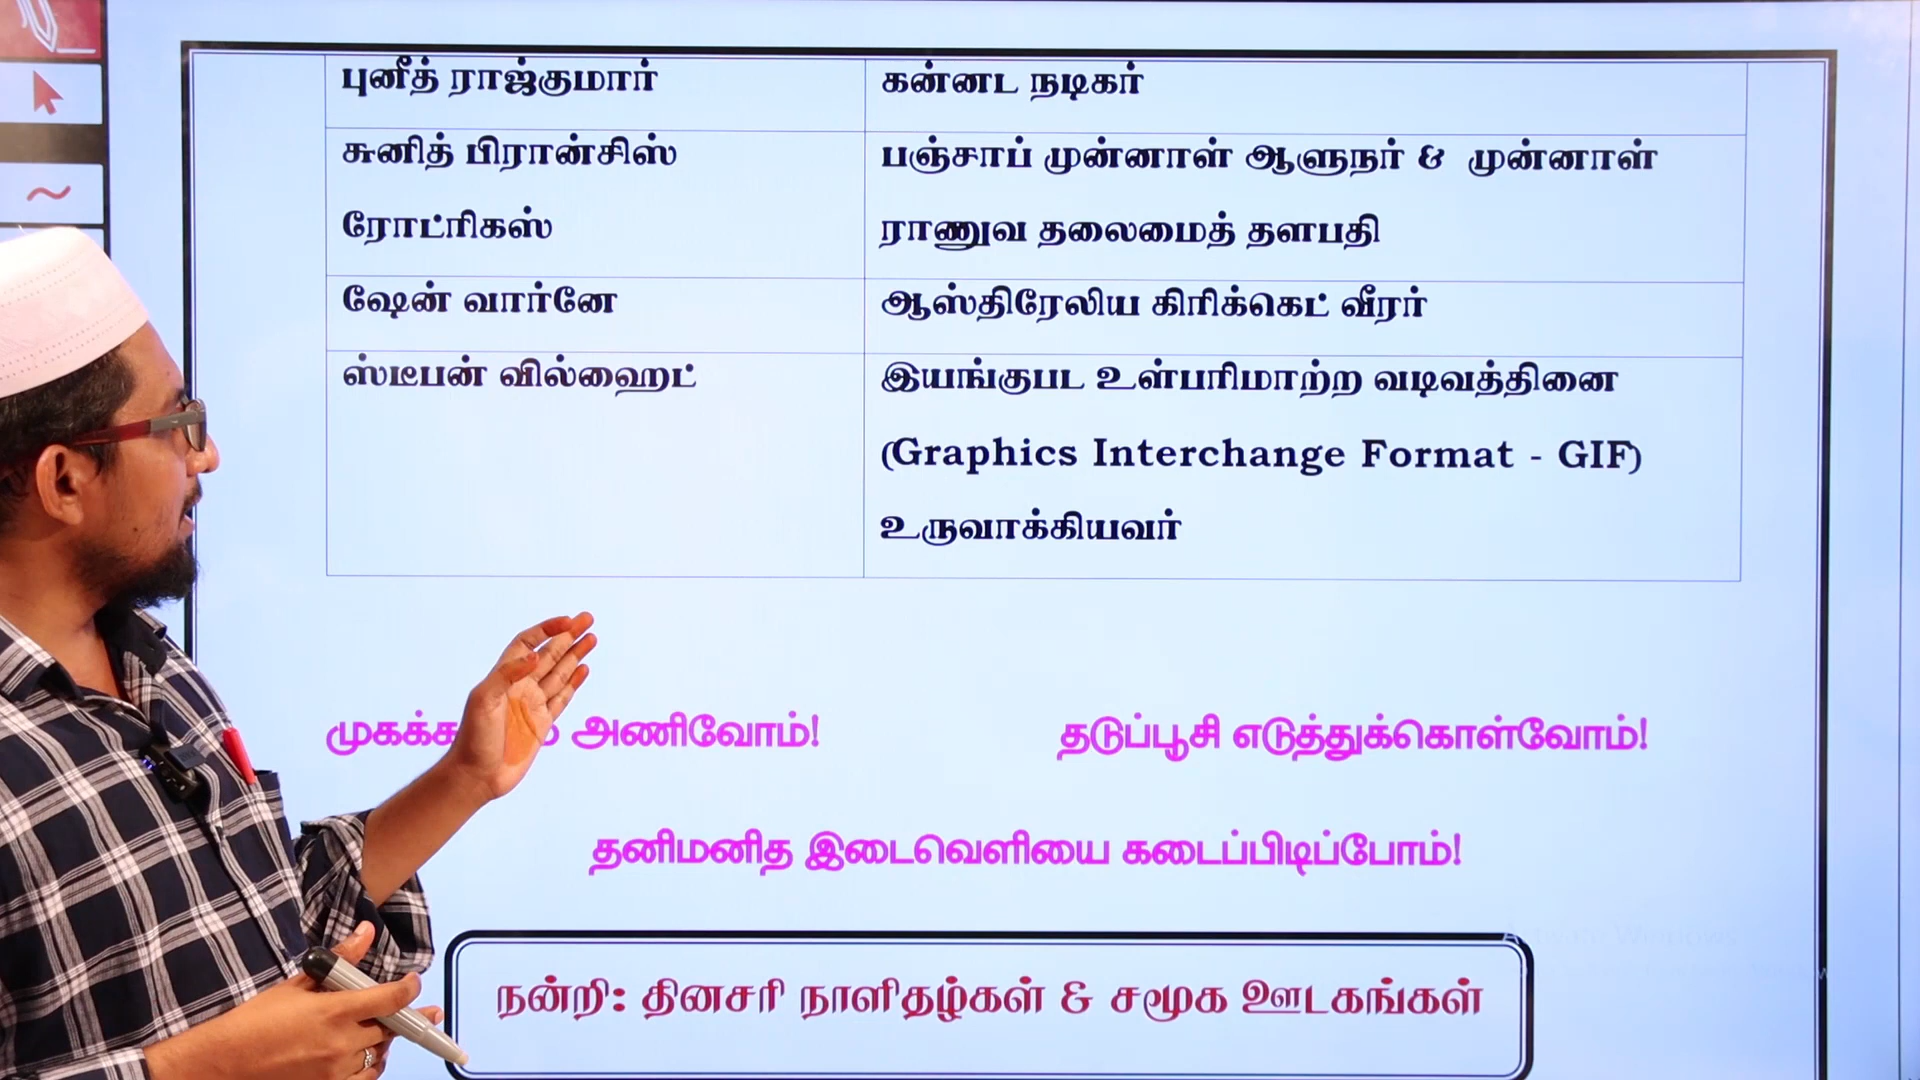 புனீத் ராஜ்குமார் கன்னட நடிகர்
சுனித் பிரான்சிஸ் பஞ்சாப் முன்னாள் ஆளுநர் & முன்னாள்
ரோட்ரிகஸ் ராணுவ தலைமைத் தளபதி
ஷேன் வார்னே ஆஸ்திரேலிய கிரிக்கெட் வீரர்
ஸ்டீபன் வில்ஹைட் இயங்குபட உள்பரிமாற்ற வடிவத்தினை
(Graphics Interchange Format - GIF)
உருவாக்கியவர்
அணிவோம்! தடுப்பூசி எடுத்துக்கொள்வோம்!
தனிமனித இடைவெளியை கடைப்பிடிப்போம்!
நன்றி: தினசரி நாளிதழ்கள் & சமூக ஊடகங்கள்